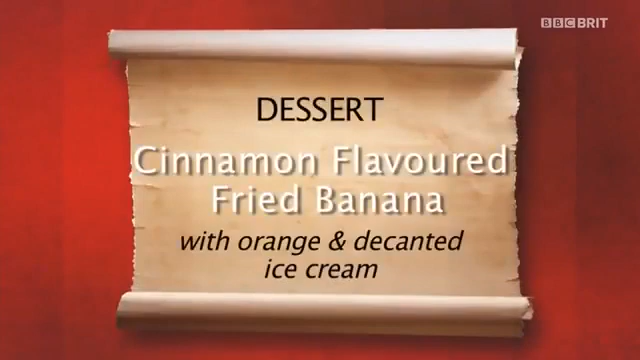 BBC BRIT
DESSERT
Cinnamon Flavoured
Fried Banana
with orange & decanted
ice cream